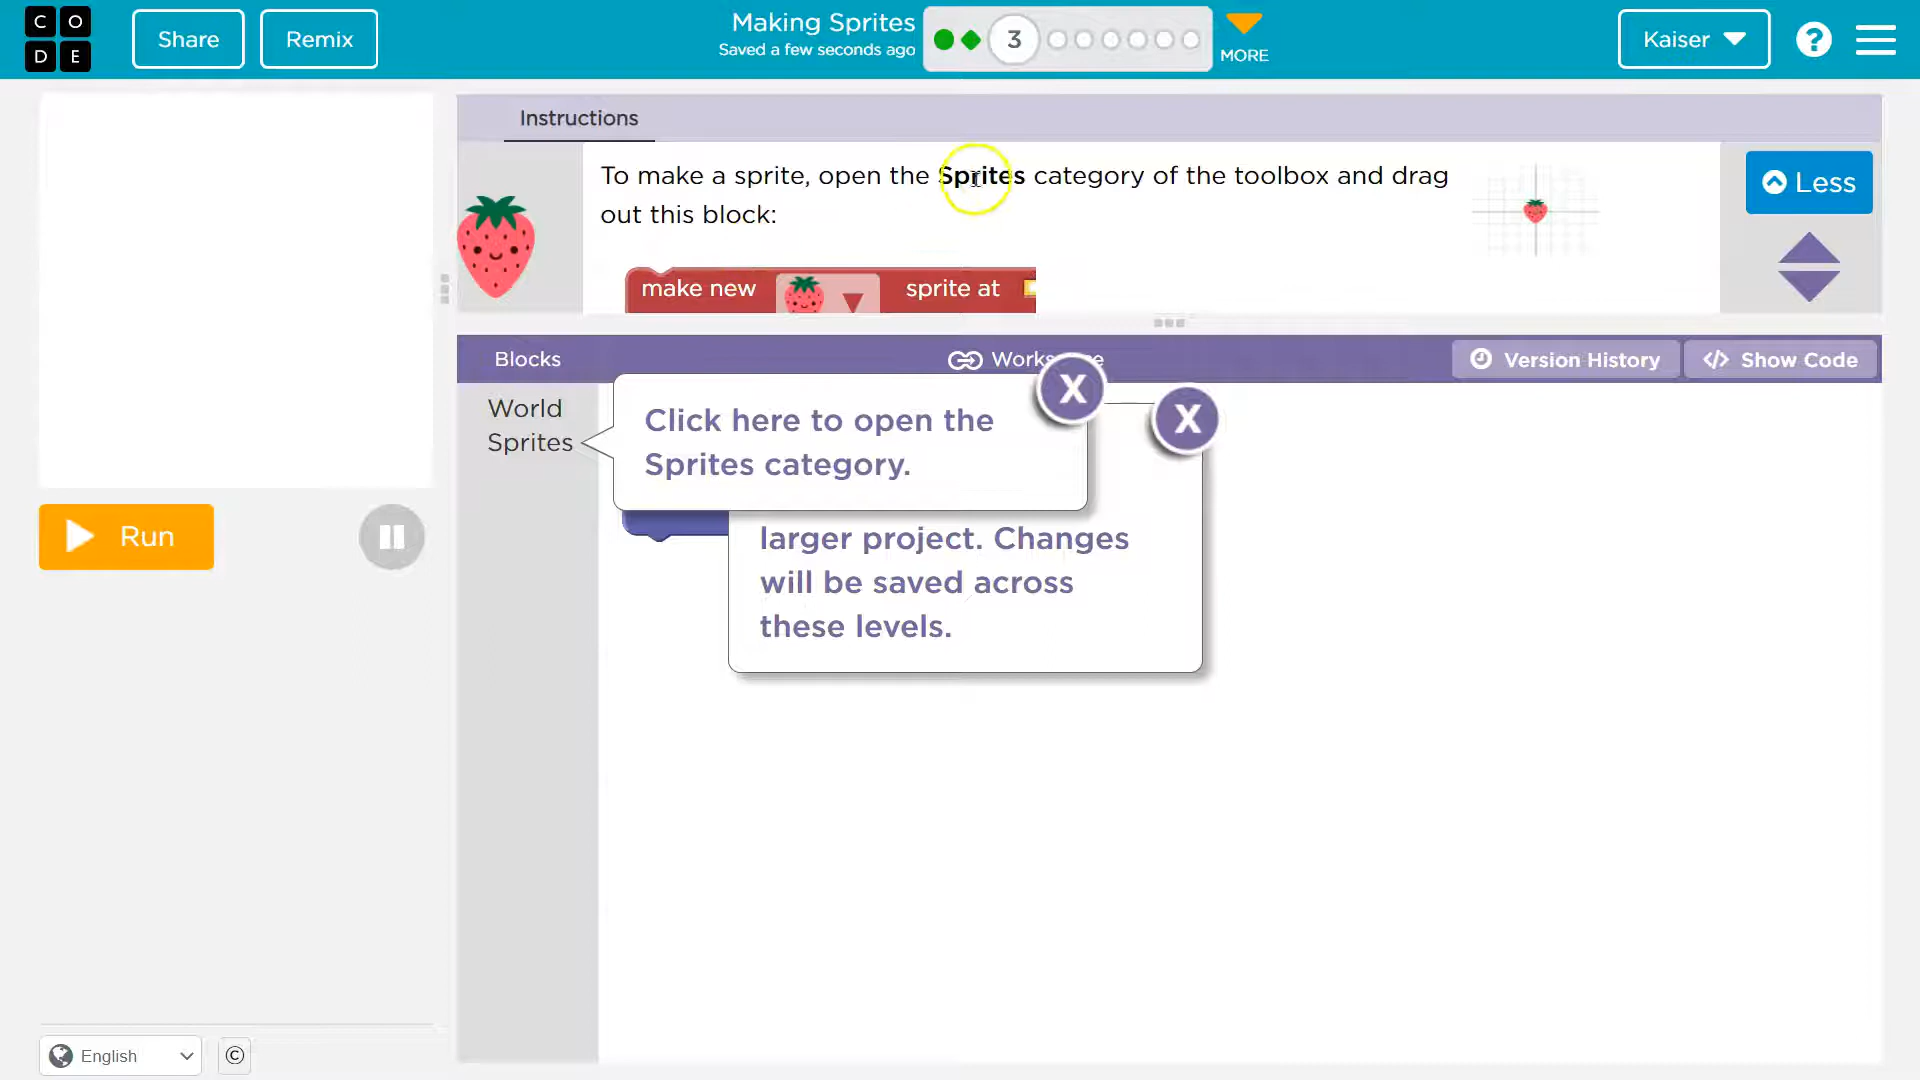 C O
D E
Share
Remix
Making Sprites
Saved a few seconds ago
3
MORE
Kaiser
?
Instructions
To make a sprite, open the Sprites category of the toolbox and drag
out this block:
Less
make new
sprite at
Blocks
Version History
Show Code
World
Sprites
Click here to open the
Sprites category.
X
X
larger project. Changes
will be saved across
these levels.
Run
English
©